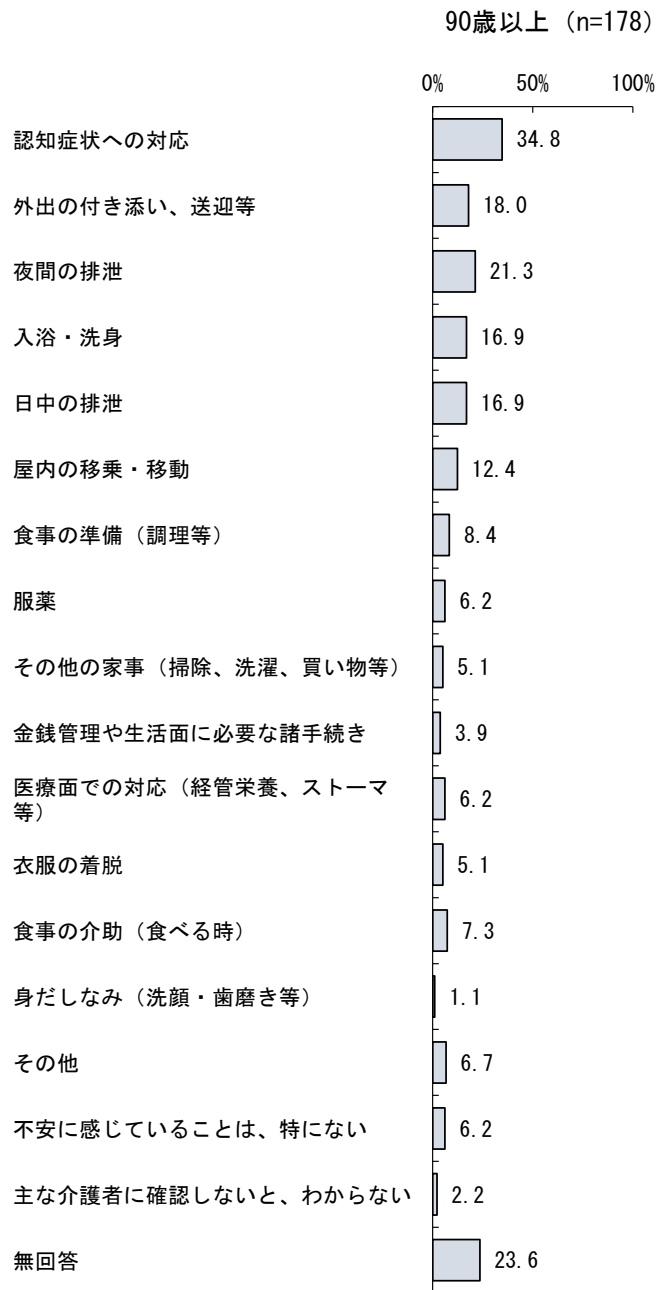 90歳以上（n=178）
0% 50% 100%
認知症状への対応 34.8
外出の付き添い、送迎等 18.0
夜間の排泄 21.3
入浴・洗身 16.9
日中の排泄 16.9
屋内の移乗・移動 12.4
食事の準備（調理等） 8.4
服薬 6.2
その他の家事（掃除、洗濯、買い物等） 5.1
金銭管理や生活面に必要な諸手続き 3.9
医療面での対応（経管栄養、ストーマ
等） 6.2
衣服の着脱 5.1
食事の介助（食べる時） 7.3
身だしなみ（洗顔・歯磨き等） 1.1
その他 6.7
不安に感じていることは、特にない 6.2
主な介護者に確認しないと、わからない 2.2
無回答 23.6